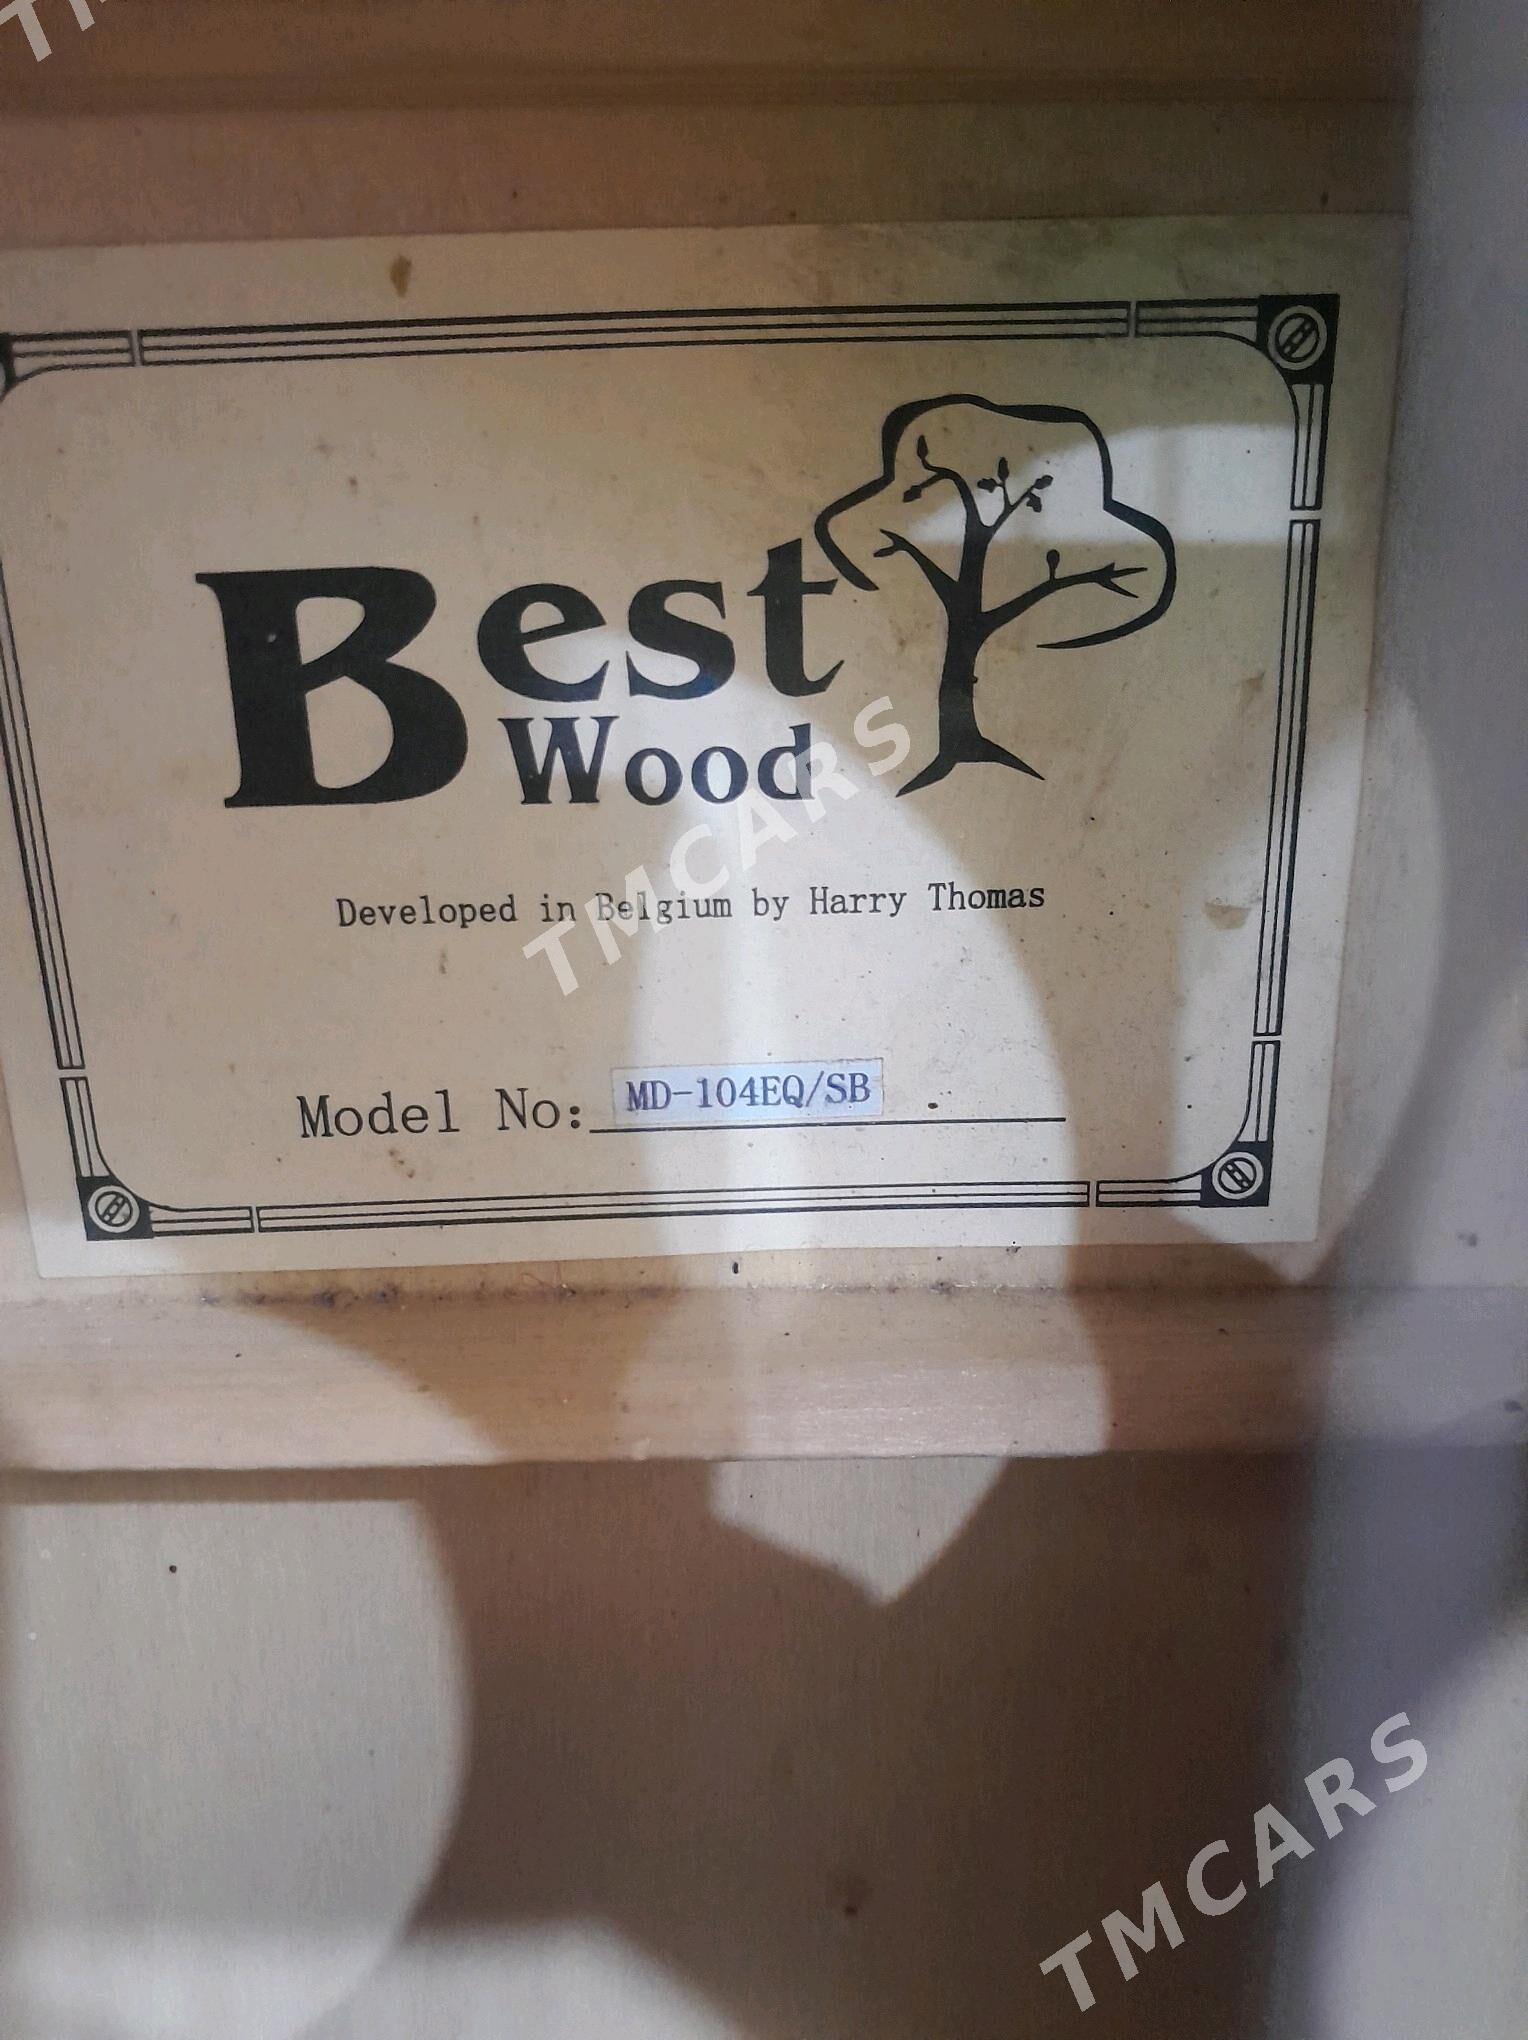 Best
Wood
Developed in Belgium by Harry Thomas
Model No: MD-104EQ/SB
TMCARS
TMCARS